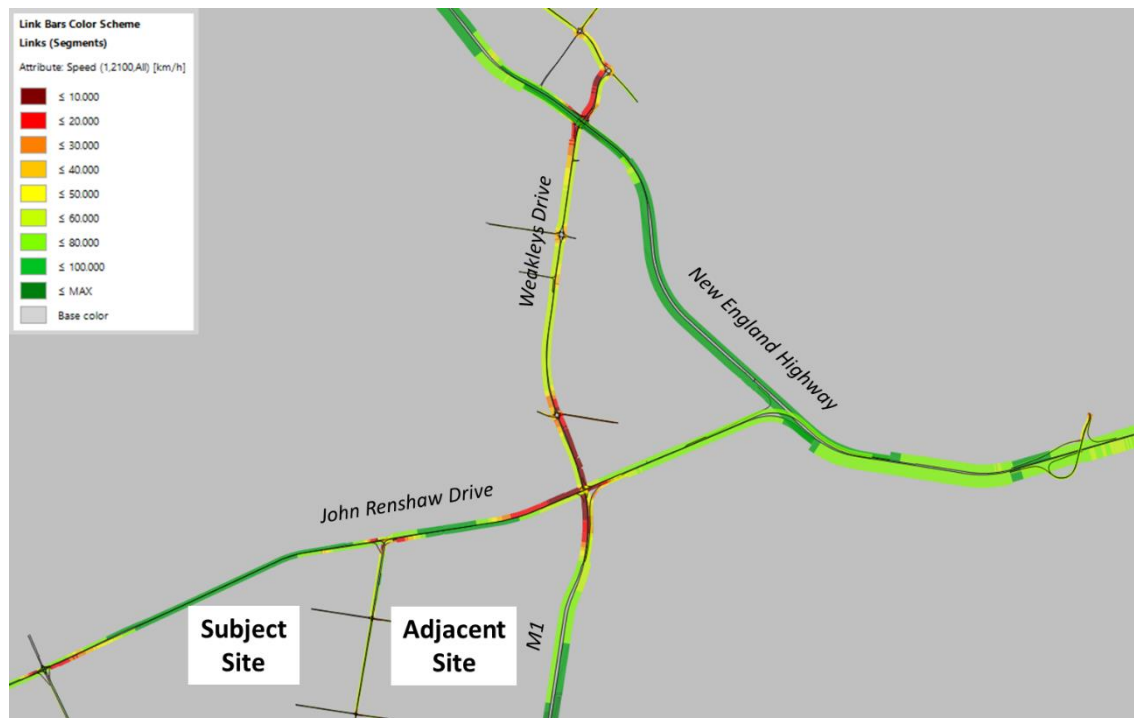 Link Bars Color Scheme
Links (Segments)
Attribute: Speed (1,2100,All) [km/h]
≤ 10.000
≤ 20.000
≤ 30.000
≤ 40.000
≤ 50.000
≤ 60.000
≤ 80.000
≤ 100.000
≤ MAX
Base color
Weakleys Drive
New England Highway
John Renshaw Drive
Subject
Site
Adjacent
Site
M1